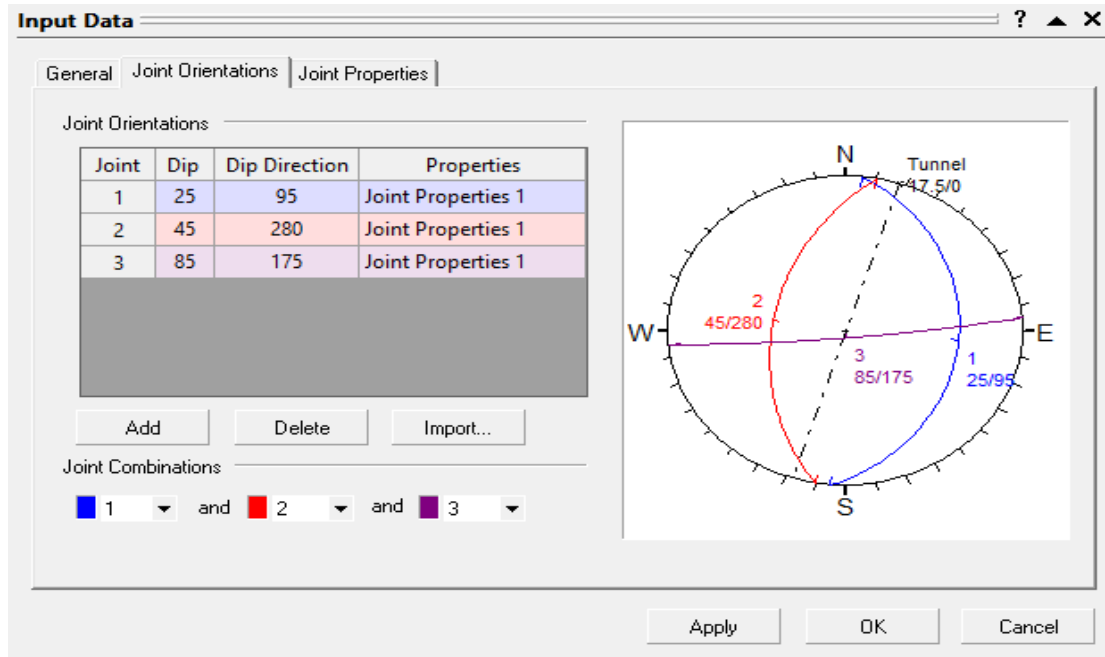 Input Data ?
General Joint Orientations Joint Properties
Joint Orientations
Joint Dip Dip Direction Properties
1 25 95 Joint Properties 1
2 45 280 Joint Properties 1
3 85 175 Joint Properties 1
Add Delete Import...
Joint Combinations
1 and 2 and 3
N
Tunnel
17.5/0
2
45/280
W
E
3
85/175
1
25/95
S
Apply OK Cancel